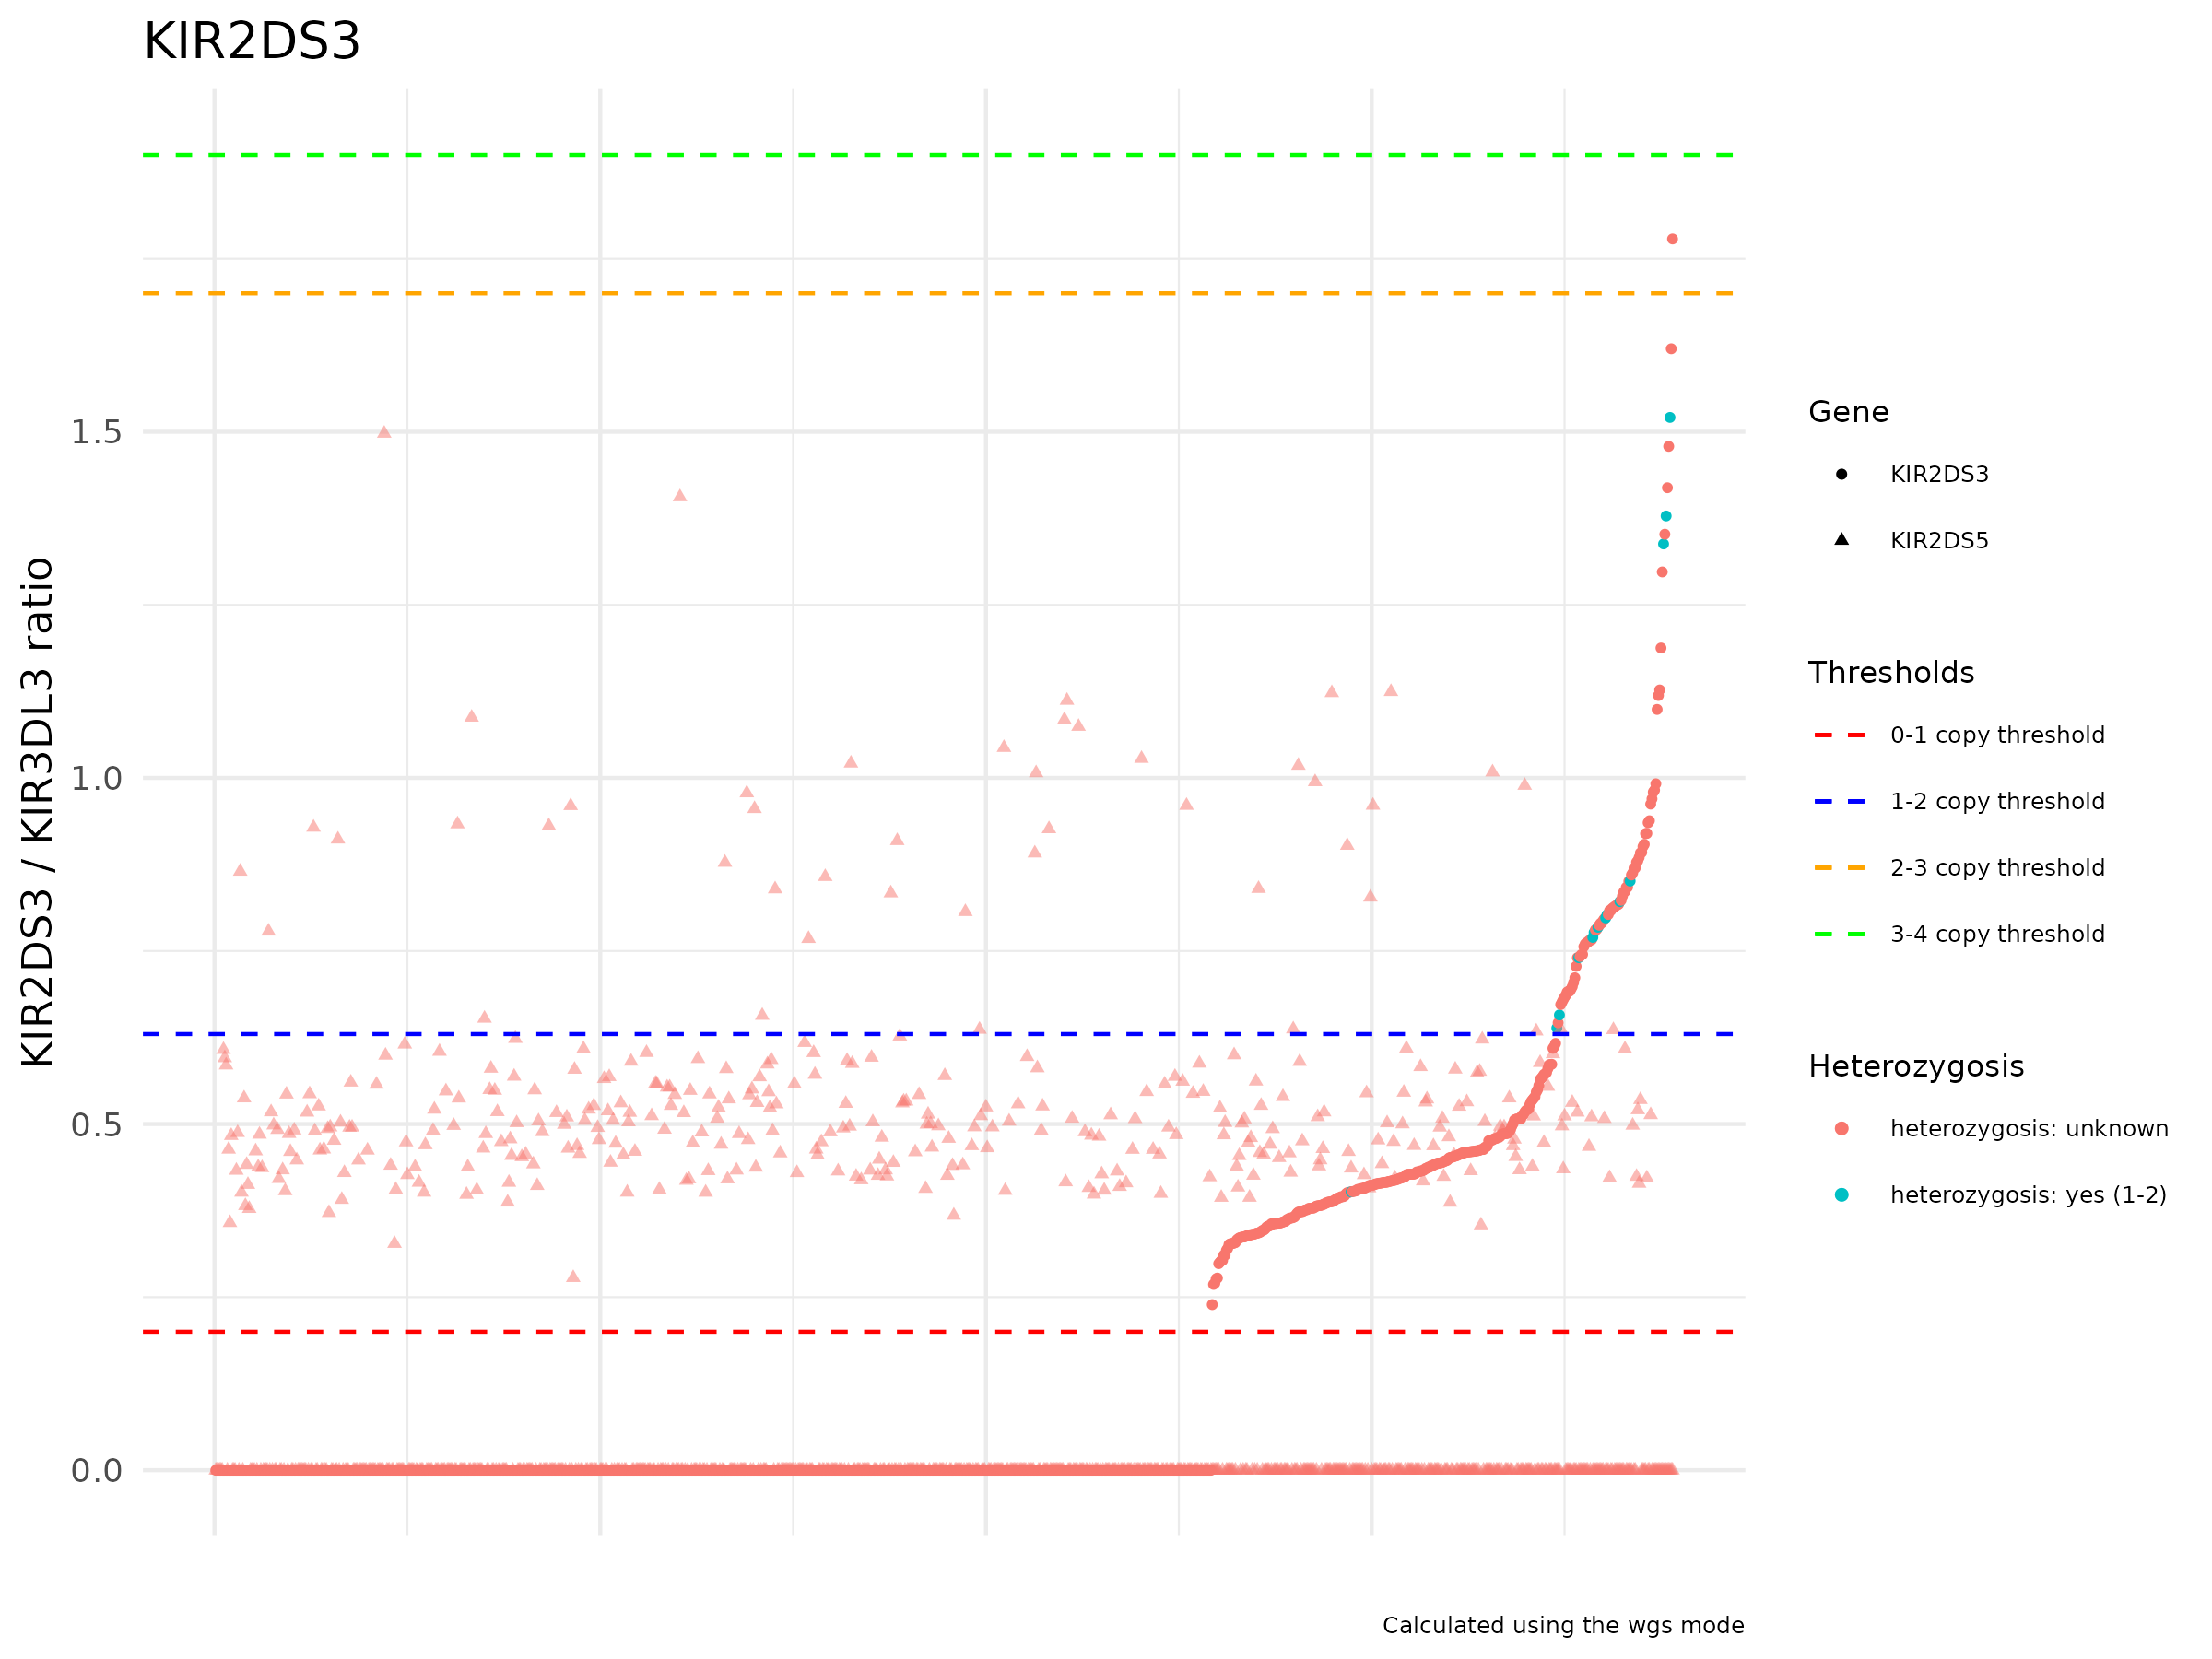 KIR2DS3
KIR2DS3 / KIR3DL3 ratio
1.5
1.0
0.5
0.0
Gene
KIR2DS3
KIR2DS5
Thresholds
0-1 copy threshold
1-2 copy threshold
2-3 copy threshold
3-4 copy threshold
Heterozygosis
heterozygosis: unknown
heterozygosis: yes (1-2)
Calculated using the wgs mode